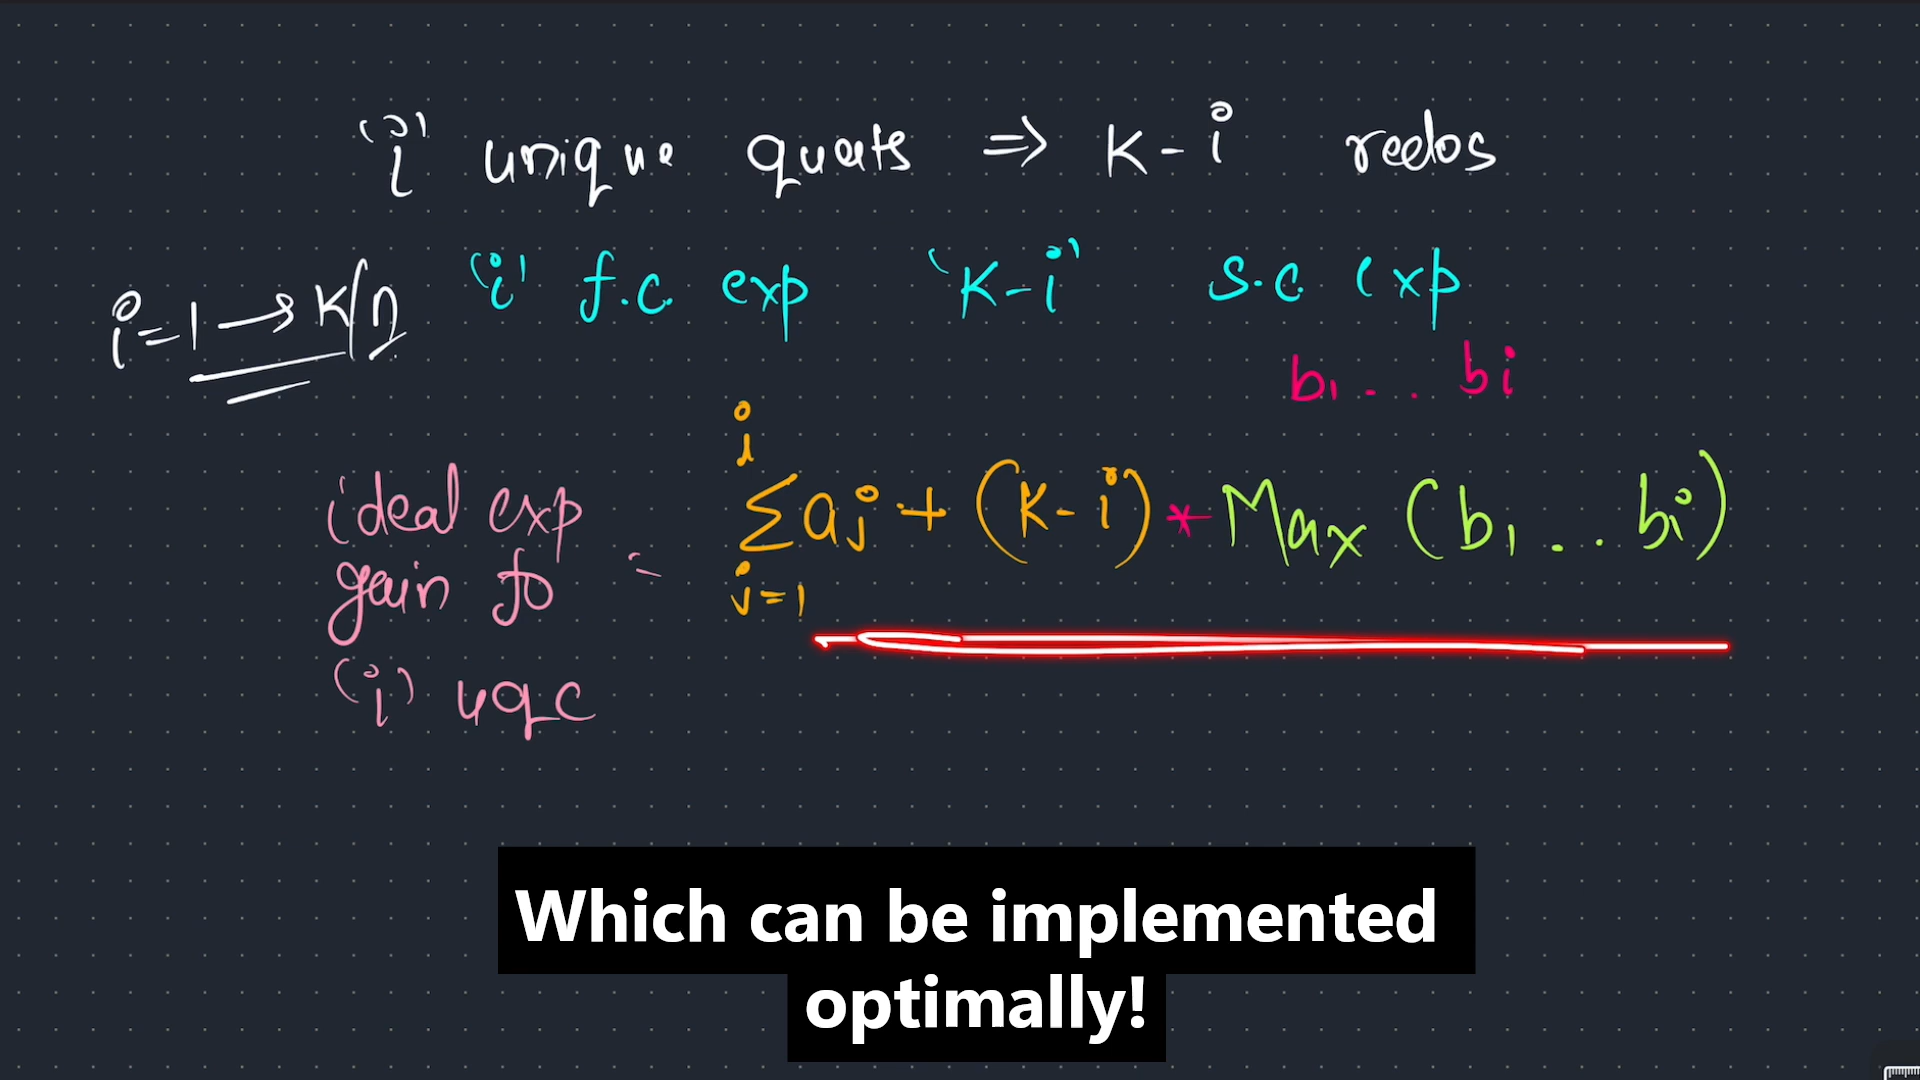 'i' unique quests => K-i redos
i=1 → K/n 'i' f.c. exp 'K-i' s.c exp
b1 . . . bi
ideal exp gain fo (i) uqc = i Σ j=1 aj + (K-i) * Max (b1 . . . bi)
Which can be implemented
optimally!